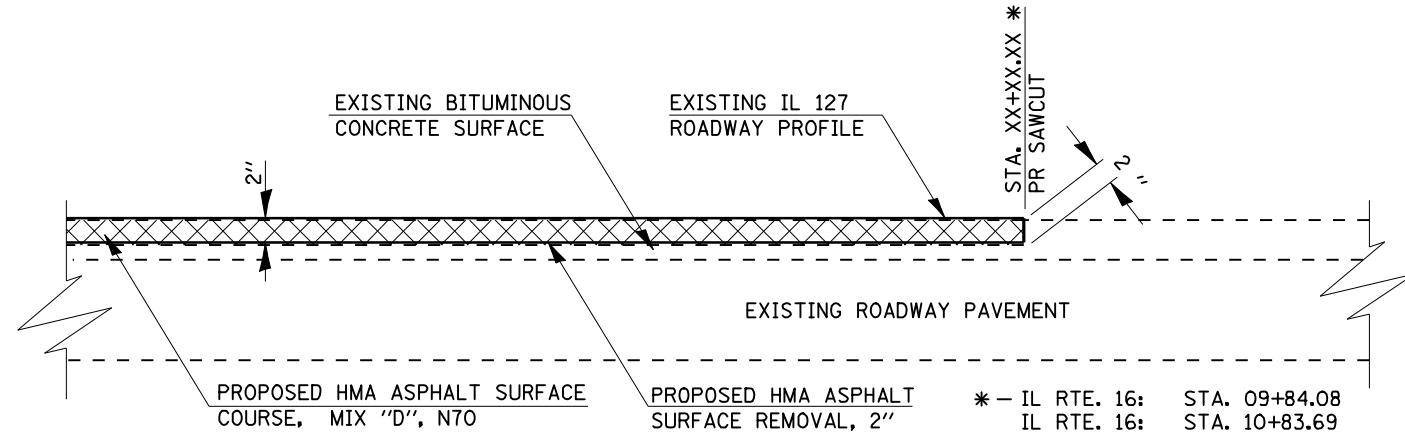 STA. XX+XX.XX *
PR SAWCUT
EXISTING BITUMINOUS
CONCRETE SURFACE
EXISTING IL 127
ROADWAY PROFILE
2"
2"
EXISTING ROADWAY PAVEMENT
PROPOSED HMA ASPHALT SURFACE
COURSE, MIX "D", N70
PROPOSED HMA ASPHALT
SURFACE REMOVAL, 2"
* - IL RTE. 16: STA. 09+84.08
IL RTE. 16: STA. 10+83.69